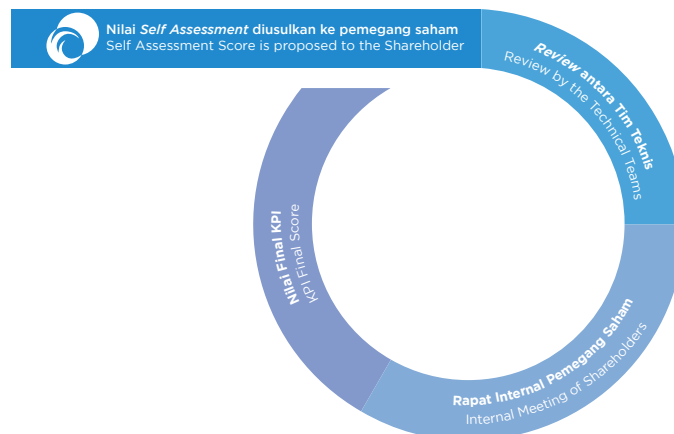 Nilai Self Assessment diusulkan ke pemegang saham
Self Assessment Score is proposed to the Shareholder
Review antara Tim Teknis
Review by the Technical Teams
Rapat Internal Pemegang Saham
Internal Meeting of Shareholders
Nilai Final KPI
KPI Final Score